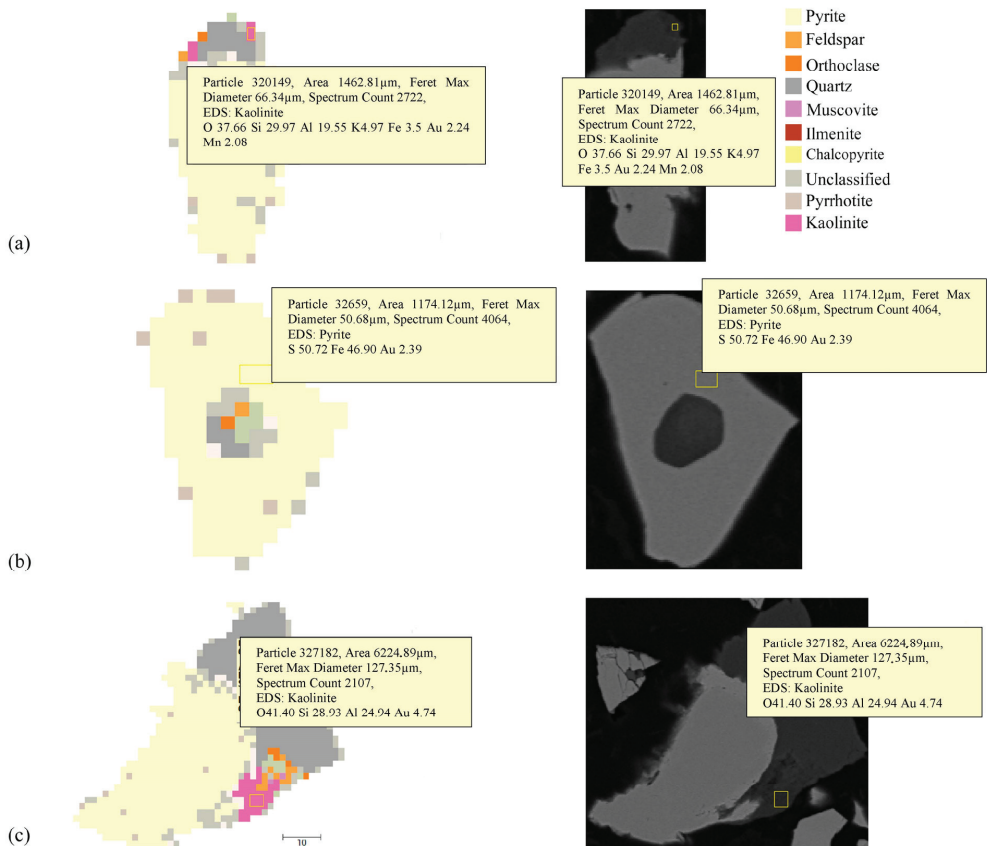 Particle 320149, Area 1462.81µm, Feret Max
Diameter 66.34µm, Spectrum Count 2722,
EDS: Kaolinite
O 37.66 Si 29.97 Al 19.55 K4.97 Fe 3.5 Au 2.24
Mn 2.08
Particle 320149, Area 1462.81µm,
Feret Max Diameter 66.34µm,
Spectrum Count 2722,
EDS: Kaolinite
O 37.66 Si 29.97 Al 19.55 K4.97
Fe 3.5 Au 2.24 Mn 2.08
Pyrite
Feldspar
Orthoclase
Quartz
Muscovite
Ilmenite
Chalcopyrite
Unclassified
Pyrrhotite
Kaolinite
(a)
Particle 32659, Area 1174.12µm, Feret Max
Diameter 50.68µm, Spectrum Count 4064,
EDS: Pyrite
S 50.72 Fe 46.90 Au 2.39
Particle 32659, Area 1174.12µm, Feret Max
Diameter 50.68µm, Spectrum Count 4064,
EDS: Pyrite
S 50.72 Fe 46.90 Au 2.39
(b)
Particle 327182, Area 6224.89µm,
Feret Max Diameter 127.35µm,
Spectrum Count 2107,
EDS: Kaolinite
O41.40 Si 28.93 Al 24.94 Au 4.74
Particle 327182, Area 6224.89µm,
Feret Max Diameter 127.35µm,
Spectrum Count 2107,
EDS: Kaolinite
O41.40 Si 28.93 Al 24.94 Au 4.74
(c)
10